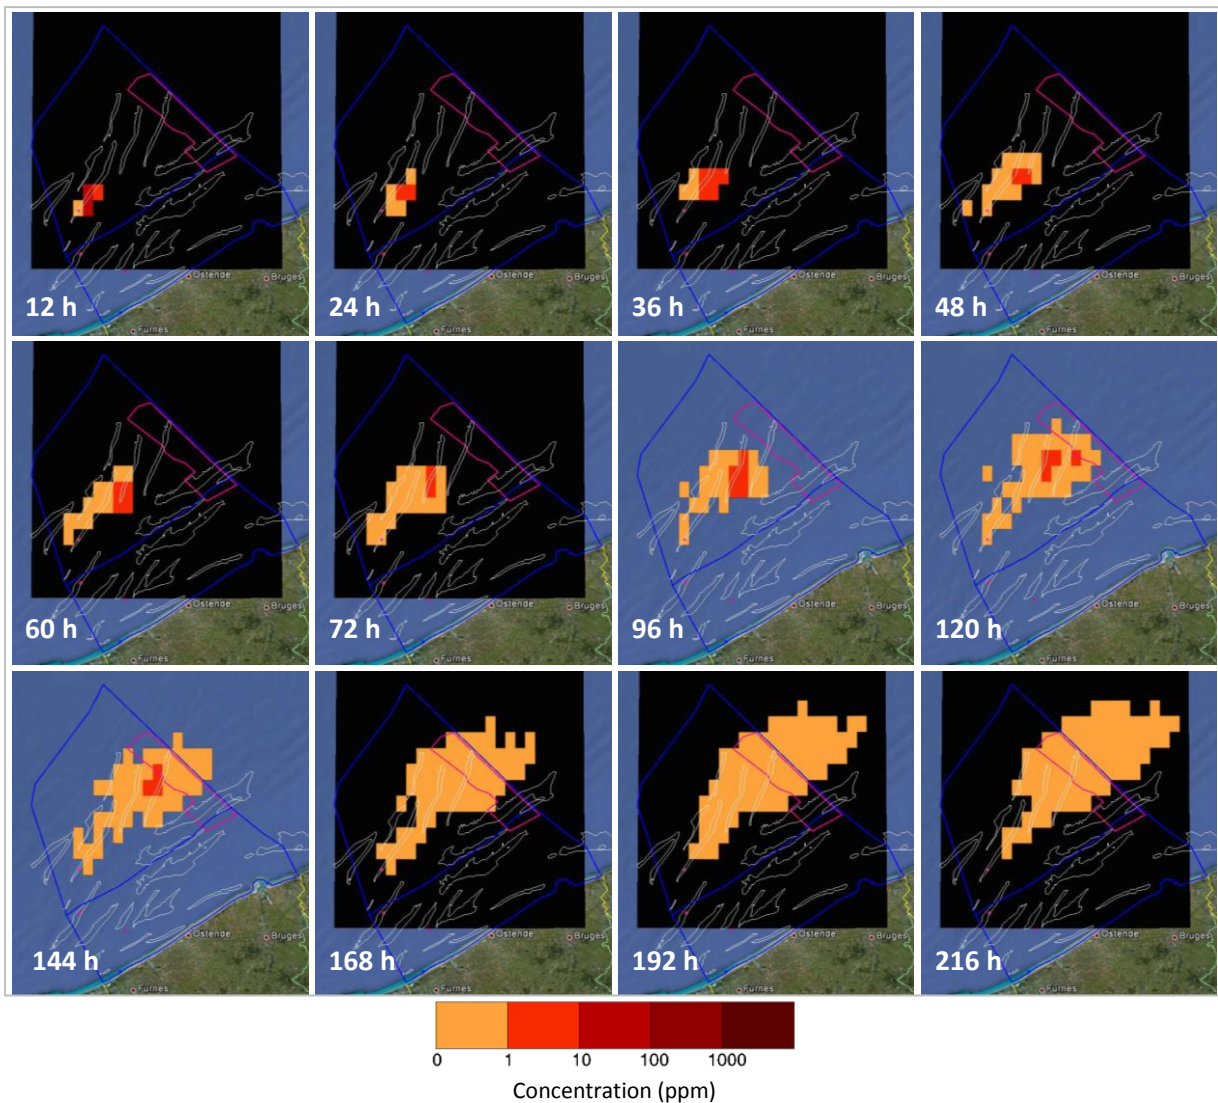 Ostende
Bruges
12 h
Furnes
Ostende
Bruges
24 h
Furnes
Ostende
Bruges
36 h
Furnes
Ostende
Bruges
48 h
Furnes
Ostende
Bruges
60 h
Furnes
Ostende
Bruges
72 h
Furnes
Ostende
Bruges
96 h
Furnes
Ostende
Bruges
120 h
Furnes
Ostende
Bruges
144 h
Furnes
Ostende
Bruges
168 h
Furnes
Ostende
Bruges
192 h
Furnes
Ostende
Bruges
216 h
Furnes
0 1 10 100 1000
Concentration (ppm)